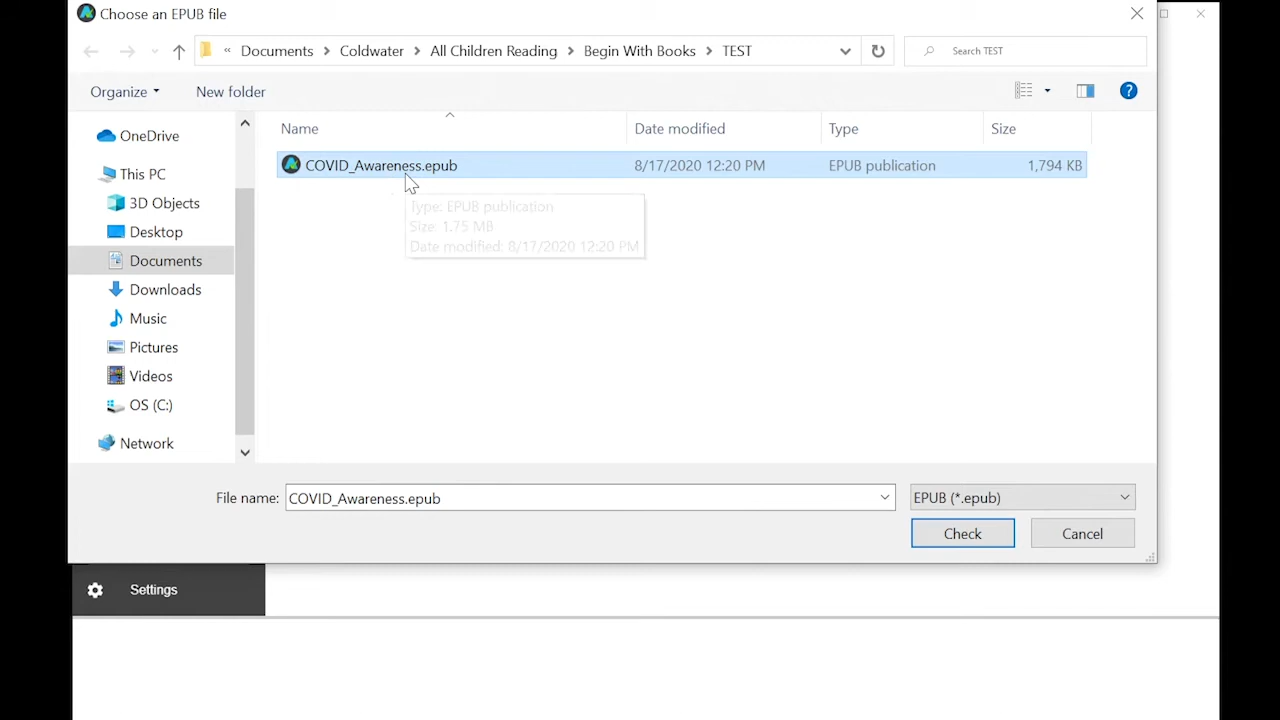 Choose an EPUB file
« Documents > Coldwater > All Children Reading > Begin With Books > TEST
Search TEST
Organize
New folder
Name
Date modified
Type
Size
COVID_Awareness.epub
8/17/2020 12:20 PM
EPUB publication
1,794 KB
Type: EPUB publication
Size: 1.75 MB
Date modified: 8/17/2020 12:20 PM
OneDrive
This PC
3D Objects
Desktop
Documents
Downloads
Music
Pictures
Videos
OS (C:)
Network
File name:
COVID_Awareness.epub
EPUB (*.epub)
Check
Cancel
Settings